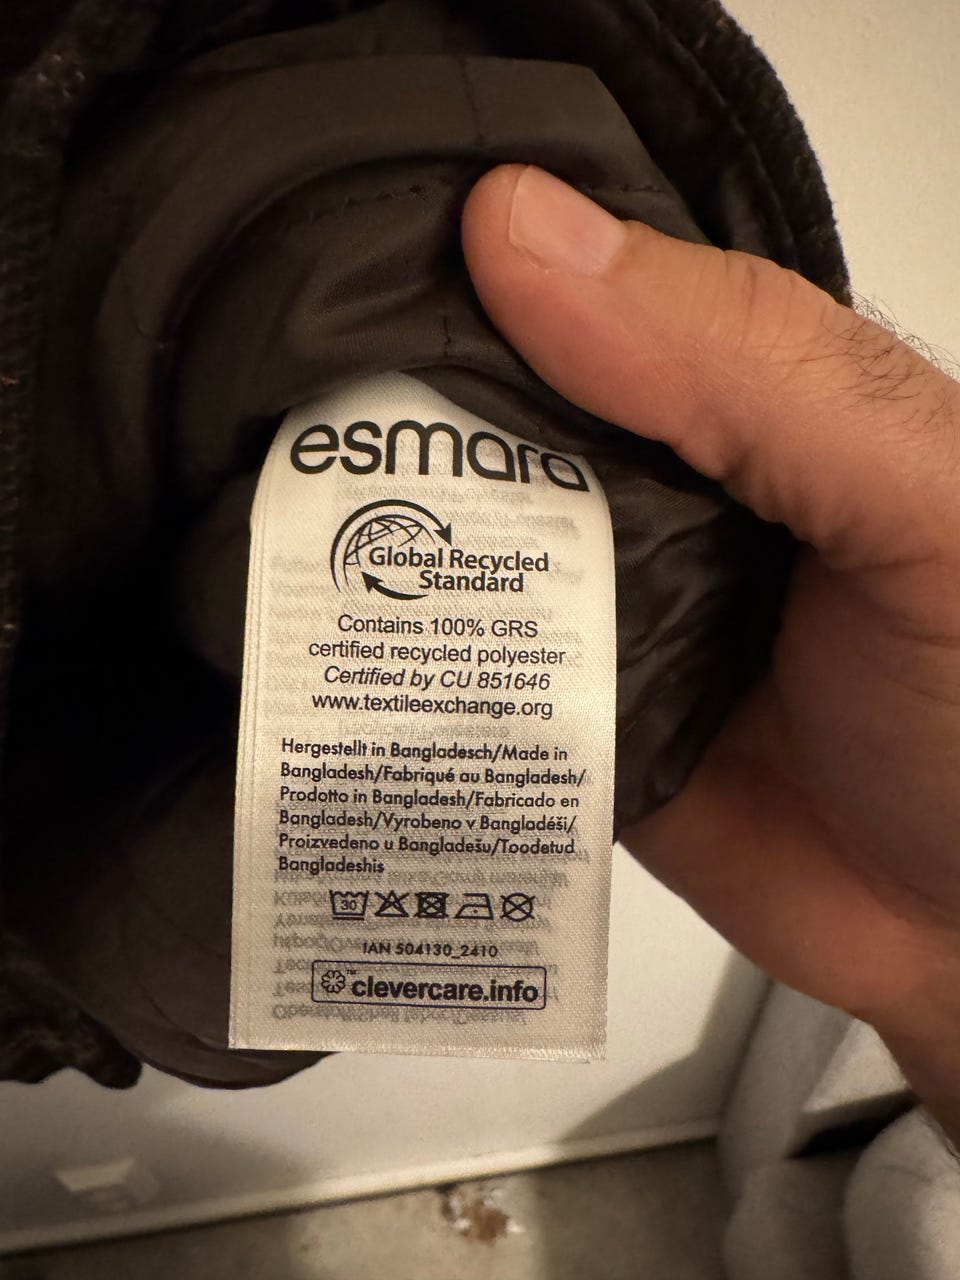 esmara
Global Recycled
Standard
Contains 100% GRS
certified recycled polyester
Certified by CU 851646
www.textileexchange.org
Hergestellt in Bangladesch/Made in
Bangladesh/Fabriqué au Bangladesh/
Prodotto in Bangladesh/Fabricado en
Bangladesh/Vyrobeno v Bangladéši/
Proizvedeno u Bangladešu/Toodetud
Bangladeshis
30
IAN 504130_2410
™clevercare.info